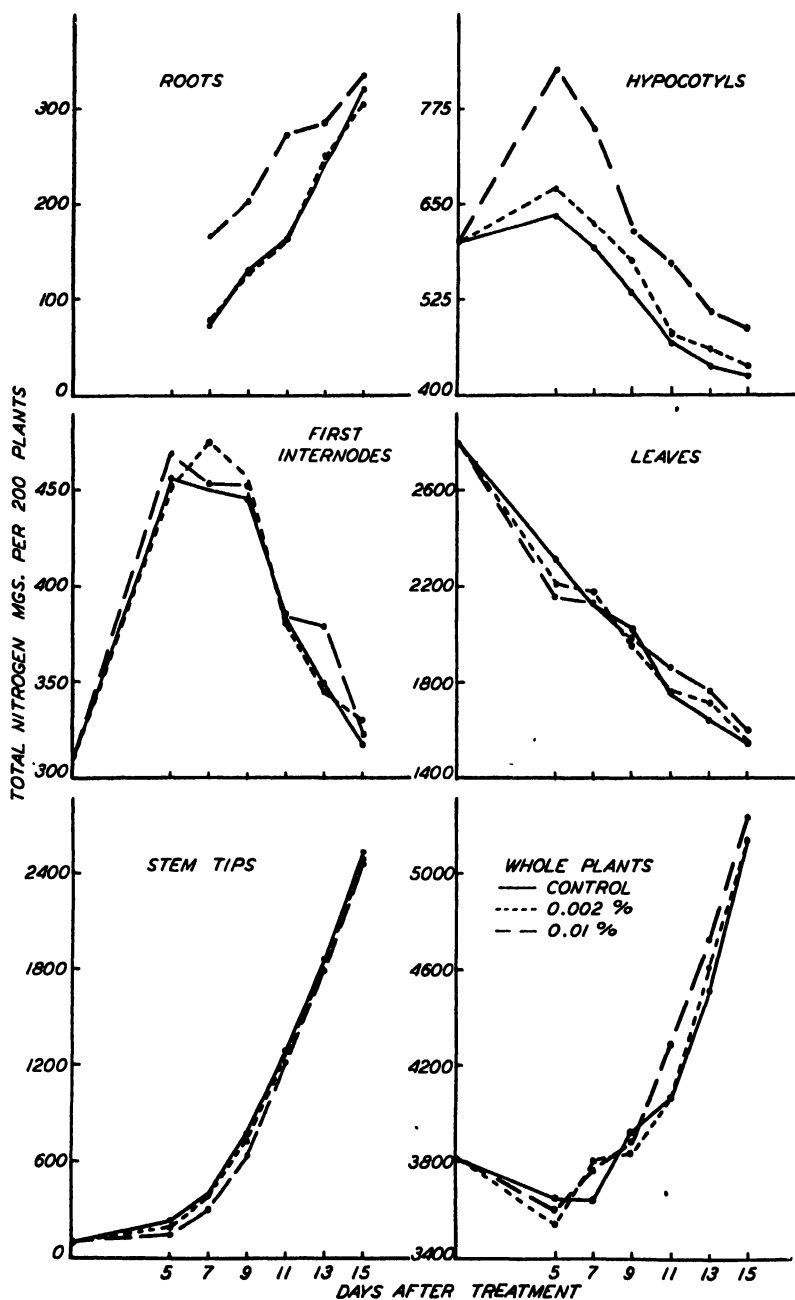 TOTAL NITROGEN MGS. PER 200 PLANTS
ROOTS
300
200
100
0
HYPOCOTYLS
775
650
525
400
FIRST
INTERNODES
450
400
350
300
LEAVES
2600
2200
1800
1400
STEM TIPS
2400
1800
1200
600
0
5 7 9 11 13 15
WHOLE PLANTS
CONTROL
0.002 %
0.01 %
5000
4600
4200
3800
3400
5 7 9 11 13 15
DAYS AFTER TREATMENT